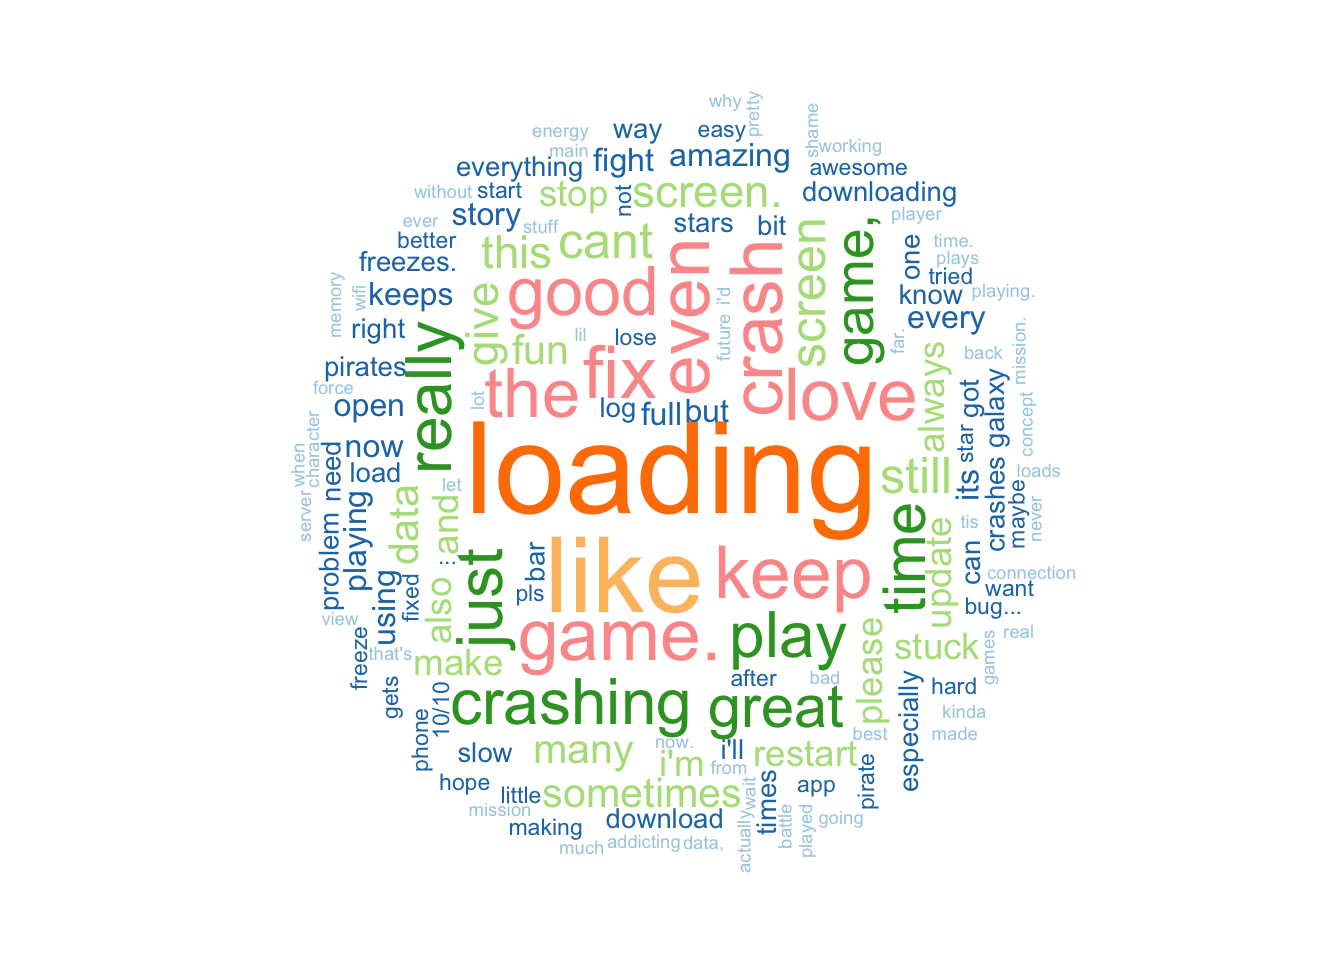 why
pretty
energy
way
easy
shame
main
working
everything
fight
amazing
awesome
without
start
stop
not
screen.
downloading
ever
story
stuff
stars
bit
player
better
this
cant
game,
one
time.
freezes.
plays
tried
memory
wifi
keeps
give
good
even
crash
screen
know
playing.
future
i'd
every
right
really
fun
lil
lose
far.
mission.
pirates
the
fix
love
always
back
force
open
lot
log
full
but
star
got
concept
when
character
now
loading
galaxy
load
let
still
its
crashes
loads
server
problem
need
playing
data
and
time
update
tis
maybe
never
...
just
bar
like
keep
can
connection
using
fixed
also
pls
want
bug...
view
game.
play
please
stuck
games
real
freeze
that's
make
after
bad
hard
gets
10/10
crashing
great
especially
kinda
phone
slow
many
now.
i'll
restart
best
made
i'm
from
hope
little
sometimes
actually
wait
times
app
pirate
mission
making
download
battle
played
going
much
addicting
data,